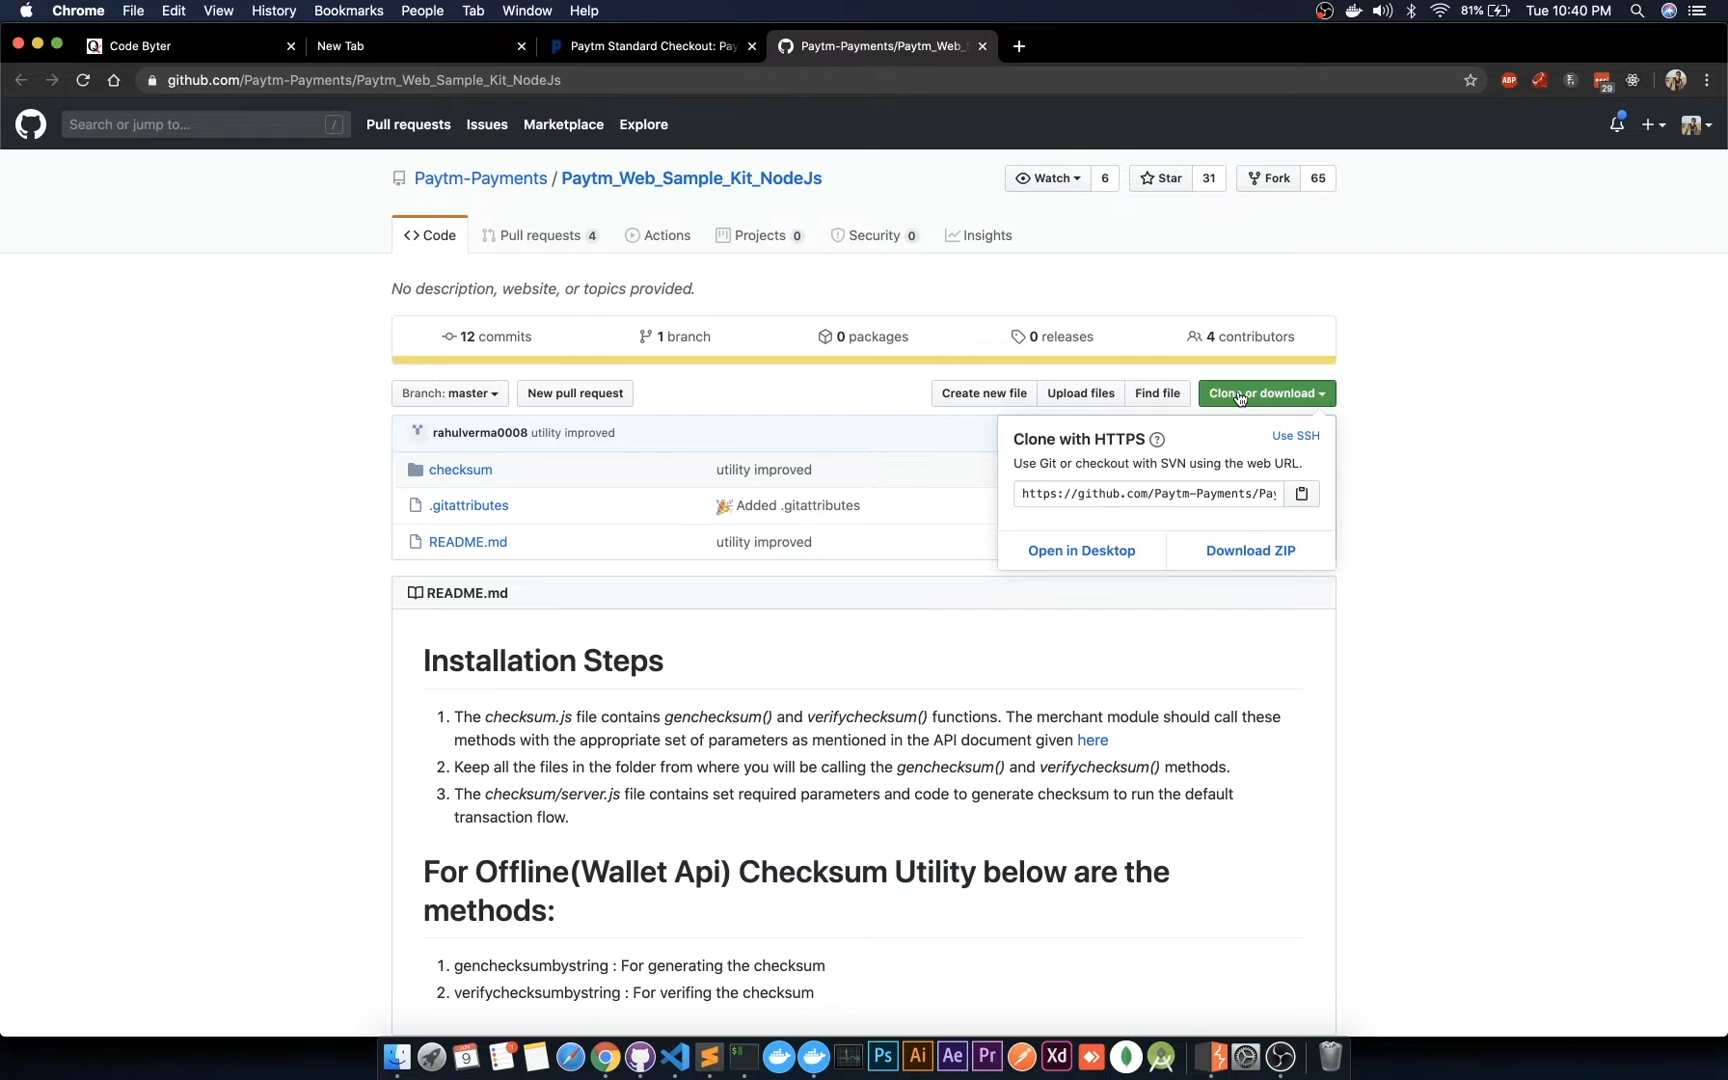 Chrome File Edit View History Bookmarks People Tab Window Help 81% Tue 10:40 PM
Code Byter New Tab Paytm Standard Checkout: Pay Paytm-Payments/Paytm_Web_S
github.com/Paytm-Payments/Paytm_Web_Sample_Kit_NodeJs ABP 29
Search or jump to... / Pull requests Issues Marketplace Explore
Paytm-Payments / Paytm_Web_Sample_Kit_NodeJs Watch 6 Star 31 Fork 65
Code Pull requests 4 Actions Projects 0 Security 0 Insights
No description, website, or topics provided.
12 commits 1 branch 0 packages 0 releases 4 contributors
Branch: master New pull request Create new file Upload files Find file Clone or download
rahulverma0008 utility improved
checksum utility improved
.gitattributes Added .gitattributes
README.md utility improved
Clone with HTTPS Use SSH
Use Git or checkout with SVN using the web URL.
https://github.com/Paytm-Payments/Pay
Open in Desktop Download ZIP
README.md
Installation Steps
1. The checksum.js file contains genchecksum() and verifychecksum() functions. The merchant module should call these
methods with the appropriate set of parameters as mentioned in the API document given here
2. Keep all the files in the folder from where you will be calling the genchecksum() and verifychecksum() methods.
3. The checksum/server.js file contains set required parameters and code to generate checksum to run the default
transaction flow.
For Offline(Wallet Api) Checksum Utility below are the
methods:
1. genchecksumbystring : For generating the checksum
2. verifychecksumbystring : For verifing the checksum
9 1 Ps Ai Ae Pr Xd